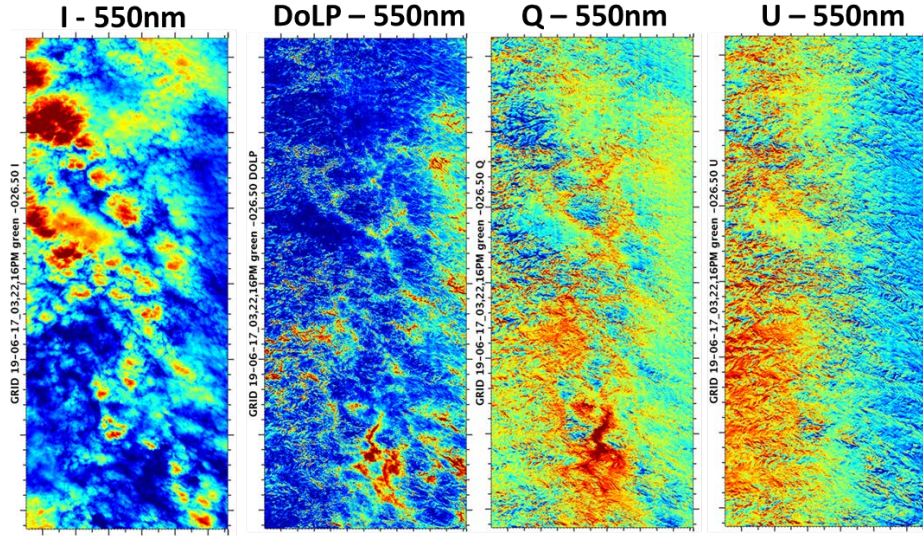 I - 550nm
DoLP – 550nm
Q – 550nm
U – 550nm
GRID 19-06-17_03,22,16PM green -026.50 I
GRID 19-06-17_03,22,16PM green -026.50 DOLP
GRID 19-06-17_03,22,16PM green -026.50 Q
GRID 19-06-17_03,22,16PM green -026.50 U